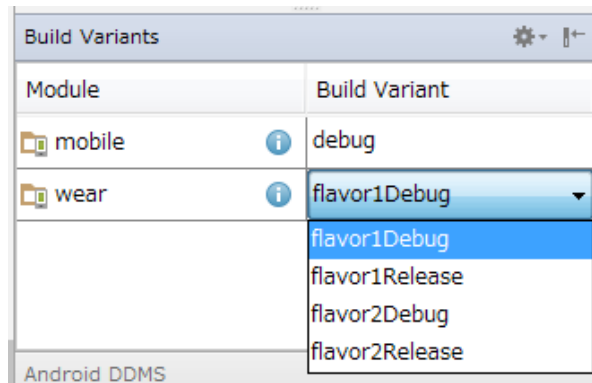 Build Variants
Module Build Variant
mobile debug
wear flavor1Debug
flavor1Debug
flavor1Release
flavor2Debug
flavor2Release
Android DDMS